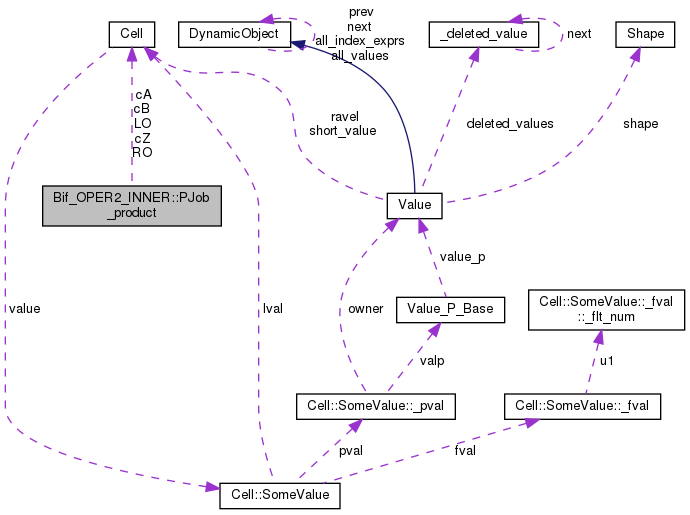 prev
next
all_index_exprs
all_values
Cell
DynamicObject
_deleted_value
next
Shape
cA
cB
LO
cZ
RO
ravel
short_value
deleted_values
shape
Bif_OPER2_INNER::PJob
_product
Value
value_p
value
lval
owner
Value_P_Base
Cell::SomeValue::_fval
::_flt_num
valp
u1
Cell::SomeValue::_pval
Cell::SomeValue::_fval
pval
fval
Cell::SomeValue